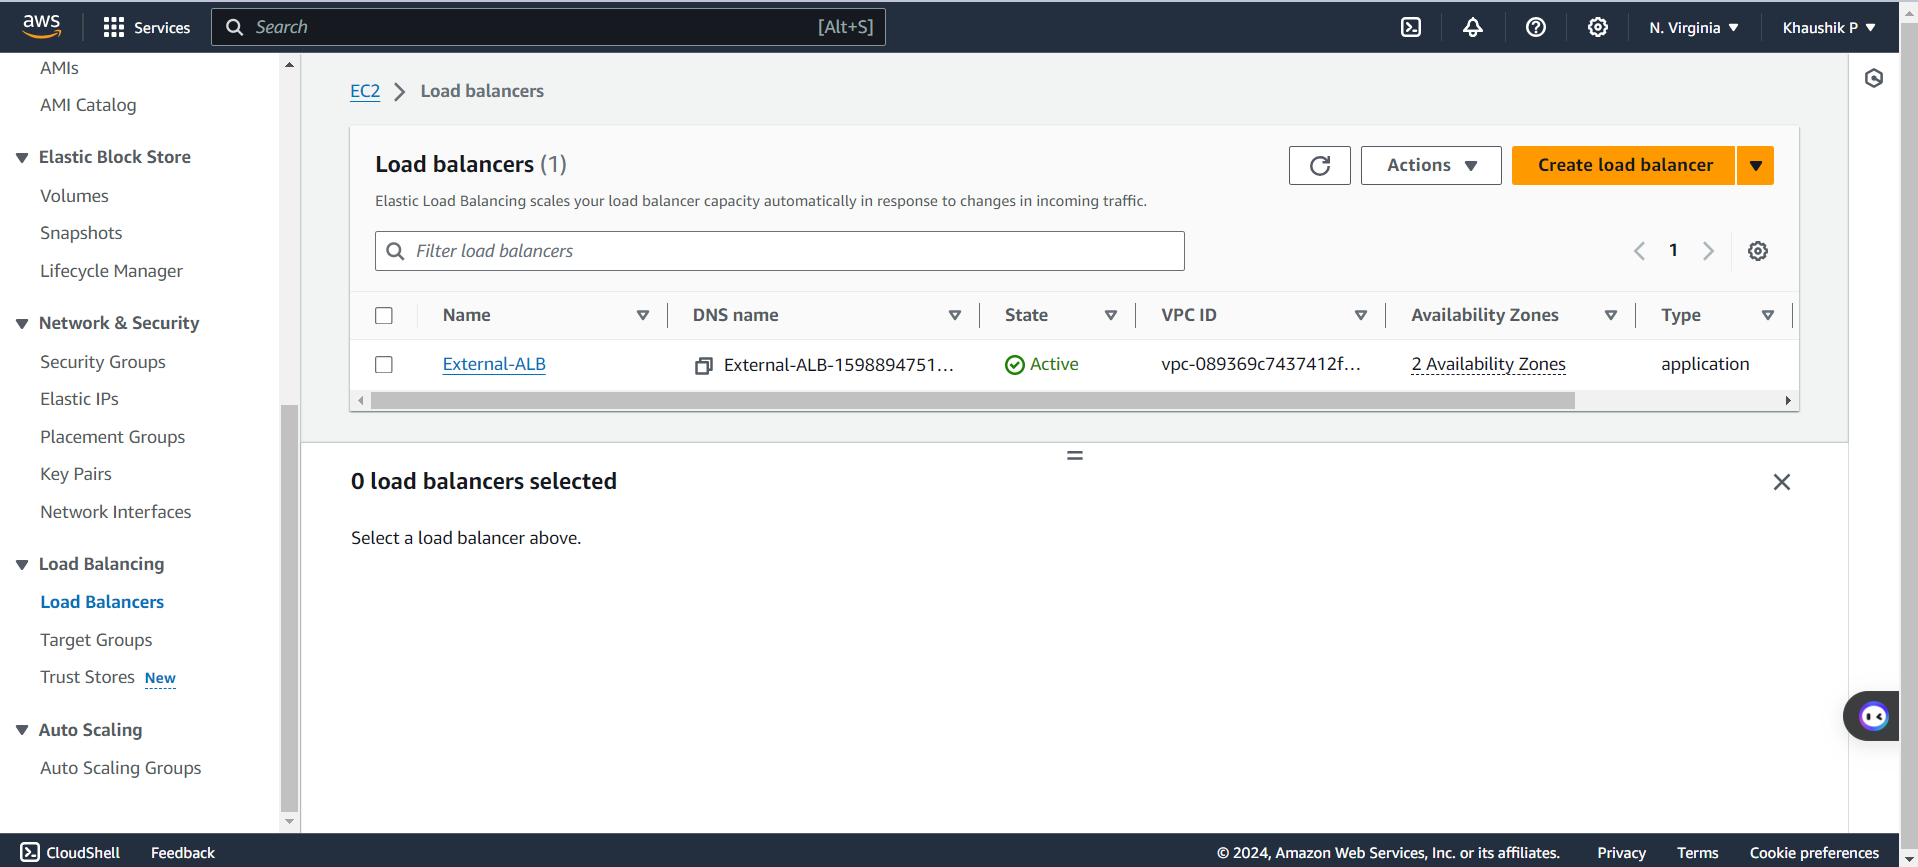 aws
Services
Search
[Alt+S]
N. Virginia
Khaushik P
AMIs
AMI Catalog
Elastic Block Store
Volumes
Snapshots
Lifecycle Manager
Network & Security
Security Groups
Elastic IPs
Placement Groups
Key Pairs
Network Interfaces
Load Balancing
Load Balancers
Target Groups
Trust Stores New
Auto Scaling
Auto Scaling Groups
EC2 Load balancers
Load balancers (1)
Actions
Create load balancer
Elastic Load Balancing scales your load balancer capacity automatically in response to changes in incoming traffic.
Filter load balancers
1
Name DNS name State VPC ID Availability Zones Type
External-ALB External-ALB-1598894751... Active vpc-089369c7437412f... 2 Availability Zones application
0 load balancers selected
Select a load balancer above.
CloudShell Feedback © 2024, Amazon Web Services, Inc. or its affiliates. Privacy Terms Cookie preferences